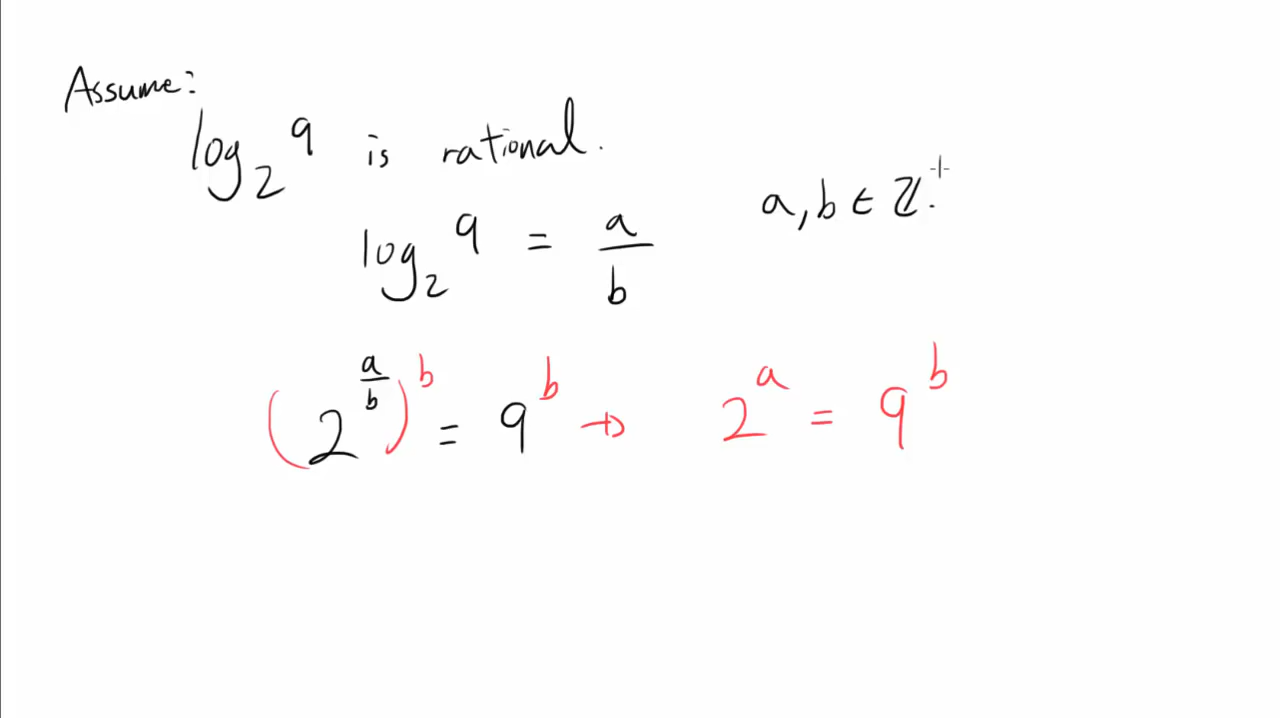 Assume:
log₂ 9 is rational.
a, b ∈ ℤ⁺.
log₂ 9 = a/b
(2^(a/b))^b = 9^b → 2^a = 9^b